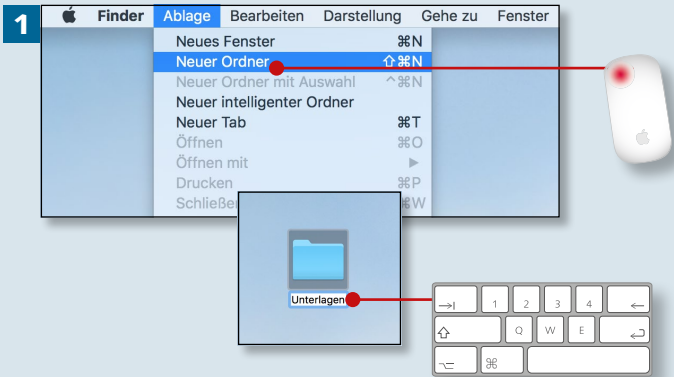 1
Finder Ablage Bearbeiten Darstellung Gehe zu Fenster
Neues Fenster ⌘N
Neuer Ordner ⇧⌘N
Neuer Ordner mit Auswahl ^⌘N
Neuer intelligenter Ordner
Neuer Tab ⌘T
Öffnen ⌘O
Öffnen mit ▶
Drucken ⌘P
⌘W
Unterlagen
→| 1 2 3 4 ←
⇧ Q W E ↵
⌥ ⌘